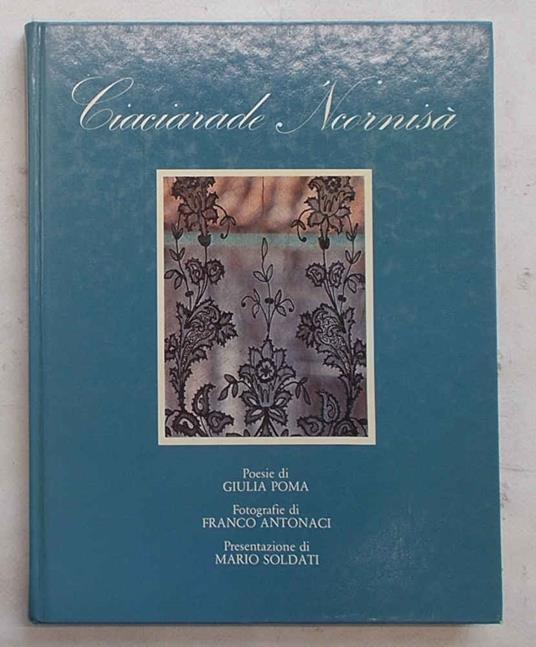 Ciaciarade Ncornisà
Poesie di
GIULIA POMA
Fotografie di
FRANCO ANTONACI
Presentazione di
MARIO SOLDATI